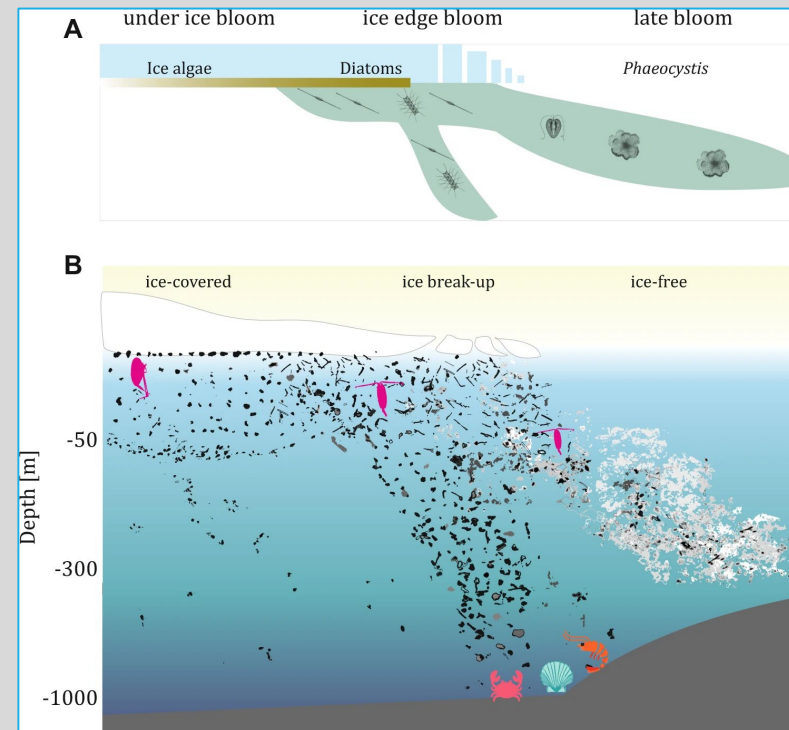 under ice bloom ice edge bloom late bloom
A
Ice algae Diatoms Phaeocystis
B
ice-covered ice break-up ice-free
Depth [m]
-50
-300
-1000